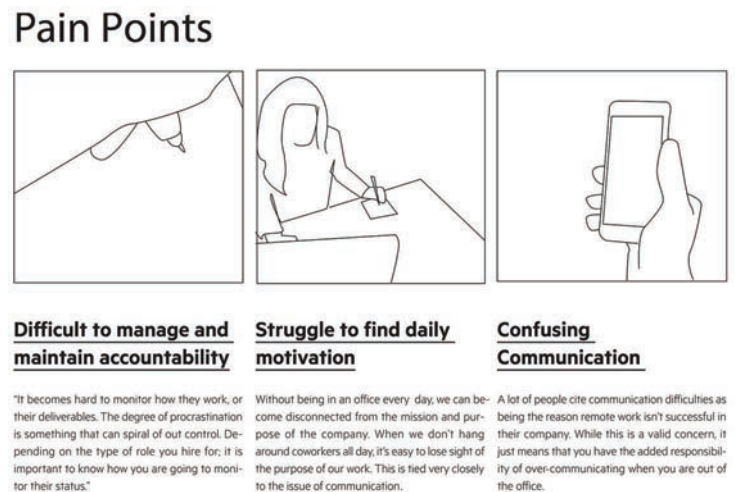 Pain Points
Difficult to manage and
maintain accountability
"It becomes hard to monitor how they work, or
their deliverables. The degree of procrastination
is something that can spiral of out control. De-
pending on the type of role you hire for; it is
important to know how you are going to moni-
tor their status."
Struggle to find daily
motivation
Without being in an office every day, we can be-
come disconnected from the mission and pur-
pose of the company. When we don't hang
around coworkers all day, it's easy to lose sight of
the purpose of our work. This is tied very closely
to the issue of communication.
Confusing
Communication
A lot of people cite communication difficulties as
being the reason remote work isn't successful in
their company. While this is a valid concern, it
just means that you have the added responsibil-
ity of over-communicating when you are out of
the office.